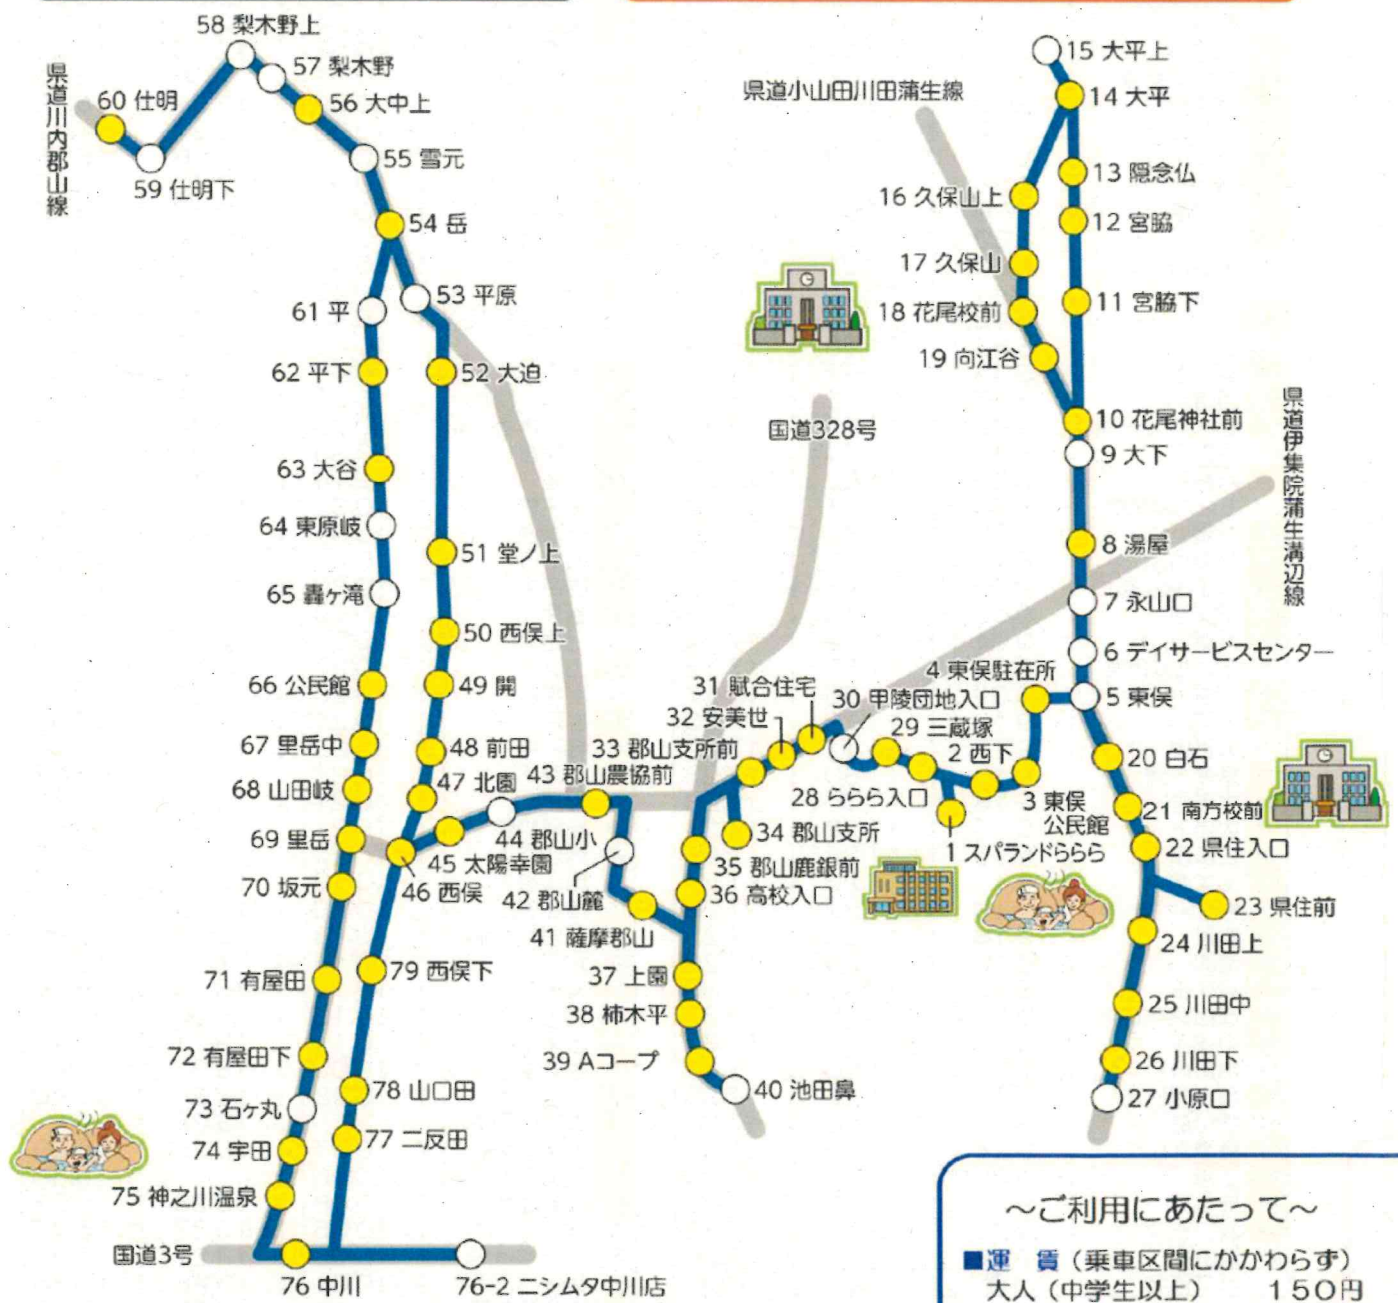 58 梨木野上
57 梨木野
県道川内郡山線
60 仕明
56 大中上
59 仕明下
55 雪元
54 岳
53 平原
61 平
62 平下
52 大迫
63 大谷
64 東原岐
51 堂ノ上
65 轟ヶ滝
50 西俣上
66 公民館
49 開
67 里岳中
48 前田
68 山田岐
47 北園
69 里岳
70 坂元
46 西俣
45 太陽幸園
44 郡山小
43 郡山農協前
42 郡山麓
41 薩摩郡山
71 有屋田
79 西俣下
72 有屋田下
73 石ヶ丸
78 山口田
74 宇田
77 二反田
75 神之川温泉
国道3号
76 中川
76-2 ニシムタ中川店
15 大平上
県道小山田川田蒲生線
14 大平
13 隠念仏
16 久保山上
12 宮脇
17 久保山
18 花尾校前
11 宮脇下
19 向江谷
国道328号
10 花尾神社前
県道伊集院蒲生溝辺線
9 大下
8 湯屋
7 永山口
6 デイサービスセンター
4 東俣駐在所
5 東俣
31 賦合住宅
30 甲陵団地入口
32 安美世
29 三蔵塚
33 郡山支所前
2 西下
20 白石
28 ららら入口
3 東俣
公民館
21 南方校前
34 郡山支所
1 スパランドららら
22 県住入口
35 郡山鹿銀前
36 高校入口
23 県住前
24 川田上
37 上園
38 柿木平
25 川田中
39 Aコープ
26 川田下
40 池田鼻
27 小原口
～ご利用にあたって～
■運 賃（乗車区間にかかわらず）
大人（中学生以上） 150円